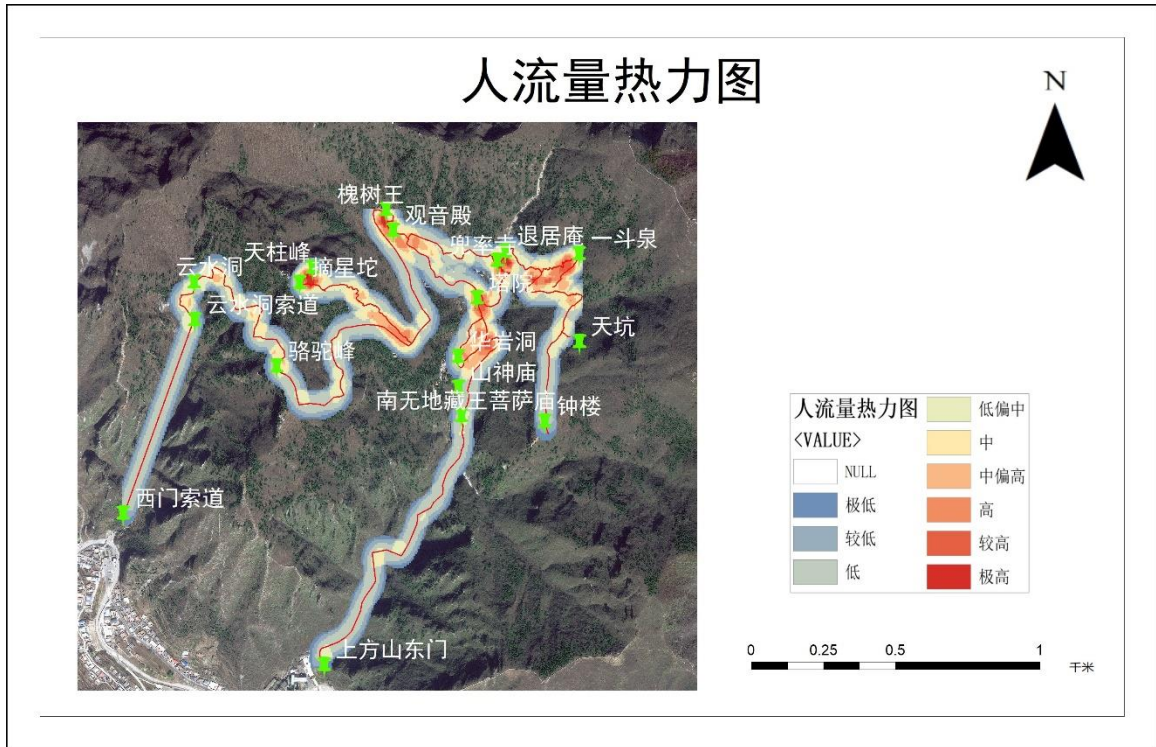 人流量热力图
N
槐树王
观音殿
兜率寺
退居庵
一斗泉
天柱峰
云水洞
摘星坨
塔院
云水洞索道
天坑
华岩洞
骆驼峰
山神庙
南无地藏王菩萨庙
钟楼
西门索道
上方山东门
人流量热力图
<VALUE>
NULL
极低
较低
低
低偏中
中
中偏高
高
较高
极高
0 0.25 0.5 1
千米